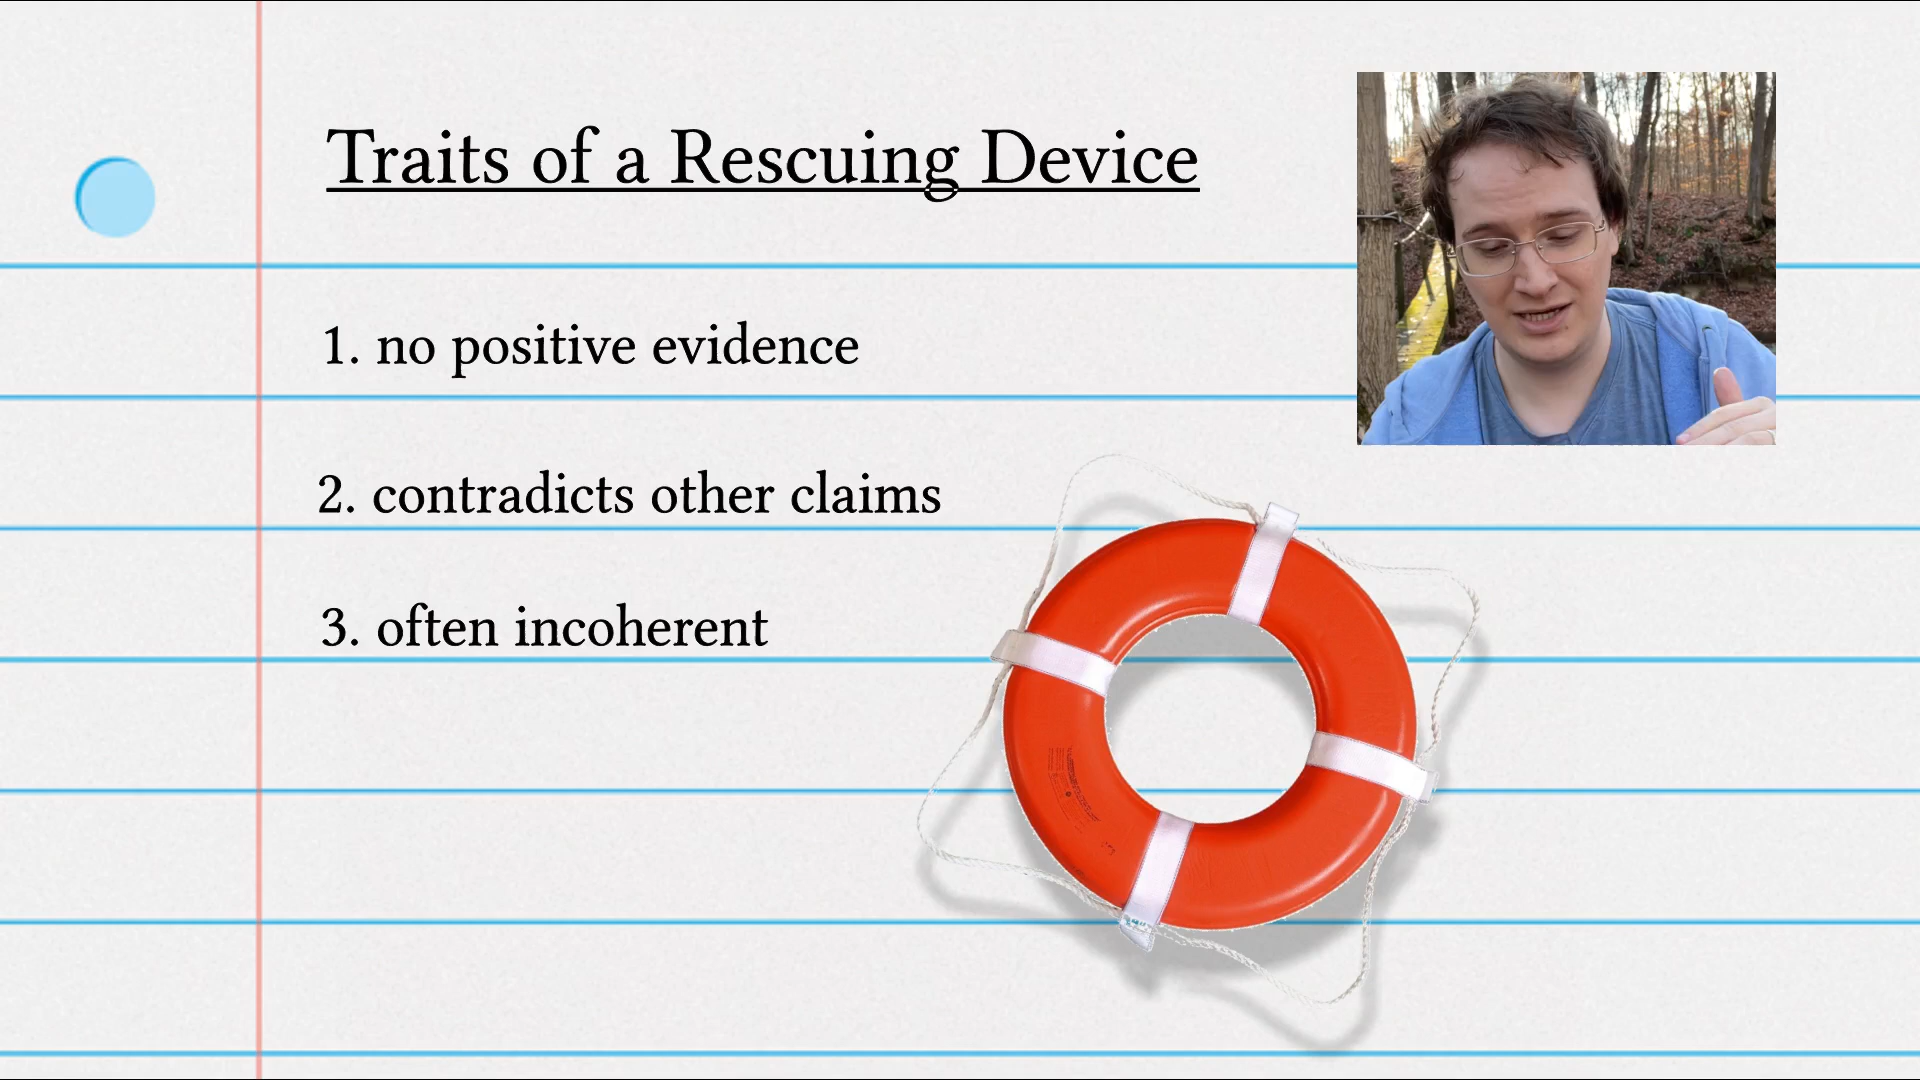 Traits of a Rescuing Device
1. no positive evidence
2. contradicts other claims
3. often incoherent